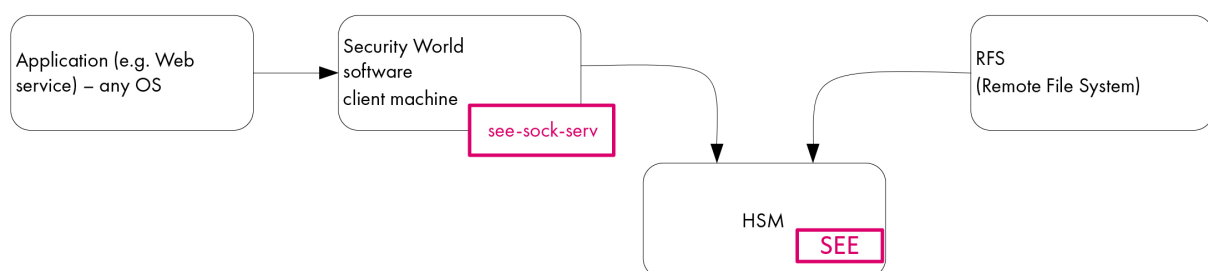 Application (e.g. Web
service) – any OS
Security World
software
client machine
see-sock-serv
RFS
(Remote File System)
HSM
SEE